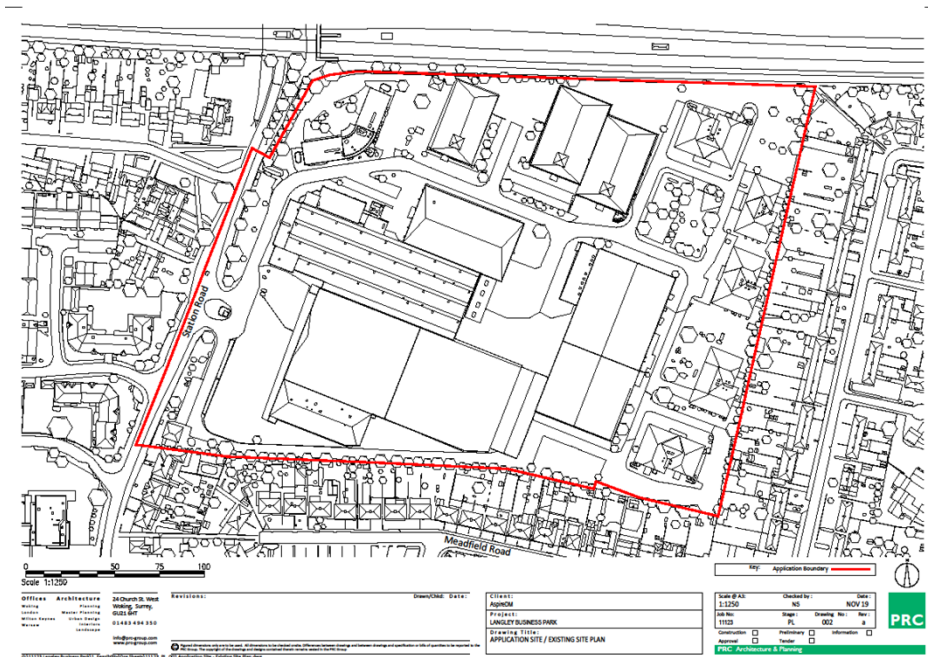 Station Road
Meadfield Road
0 50 75 100
Scale 1:1250
Key: Application Boundary
Offices Architecture
Woking Planning
London Master Planning
Milton Keynes Urban Design
Warsaw Interiors
Landscape
24 Church St. West
Woking, Surrey,
GU21 6HT
01483 494 350
info@prc-group.com
www.prc-group.com
Revisions:
Drawn/Chkd: Date:
Client:
AspireOM
Project:
LANGLEY BUSINESS PARK
Drawing Title:
APPLICATION SITE / EXISTING SITE PLAN
Scale @ A3: Checked by : Date :
1:1250 NS NOV 19
Job No: Stage : Drawing No : Rev :
11123 PL 002 a
Construction Preliminary Information
Approval Tender
PRC Architecture & Planning
PRC